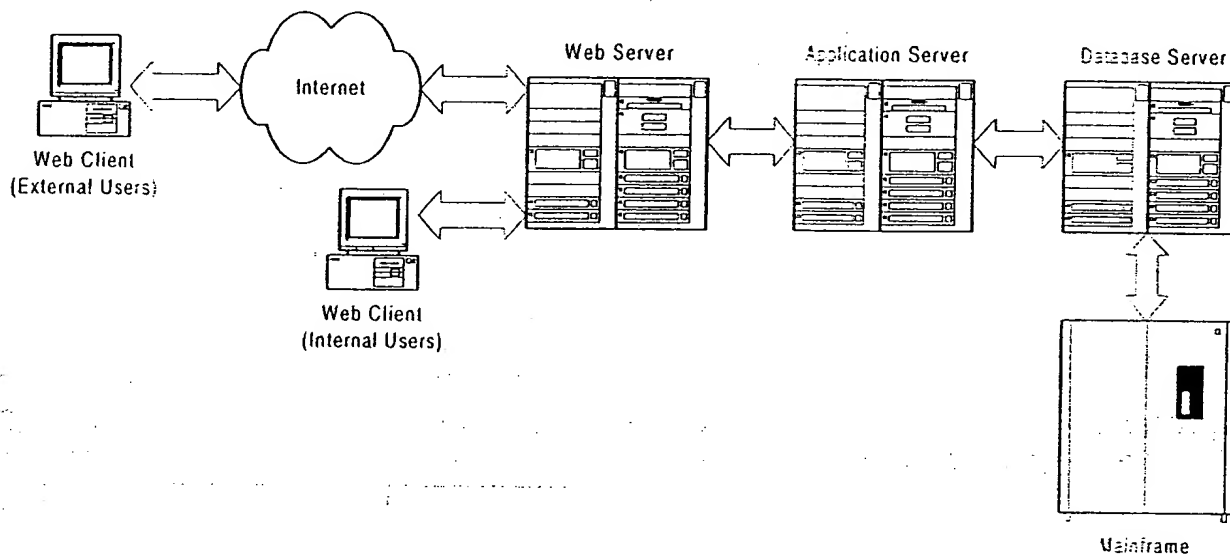 Web Server
Application Server
Database Server
Internet
Web Client
(External Users)
Web Client
(Internal Users)
Mainframe